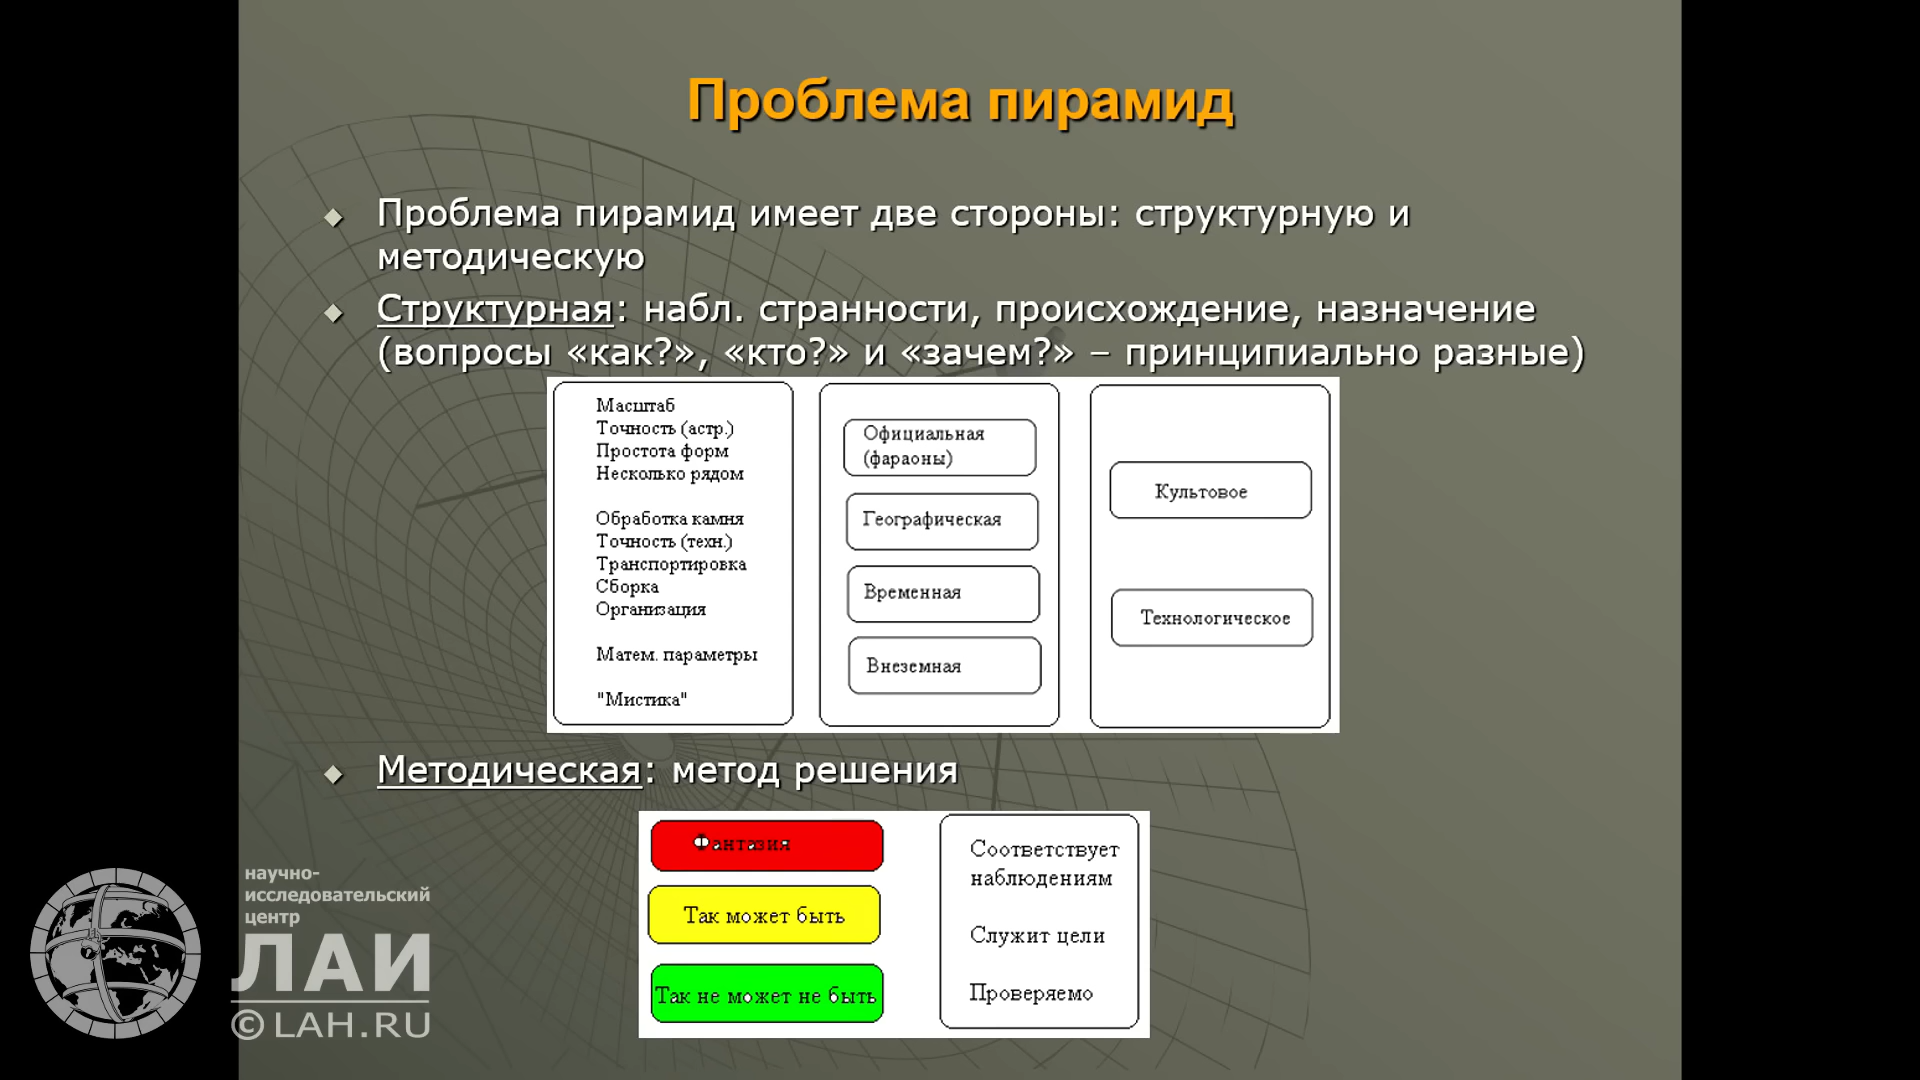 Проблема пирамид
Проблема пирамид имеет две стороны: структурную и
методическую
Структурная: набл. странности, происхождение, назначение
(вопросы «как?», «кто?» и «зачем?» – принципиально разные)
Масштаб
Точность (астр.)
Простота форм
Несколько рядом
Обработка камня
Точность (техн.)
Транспортировка
Сборка
Организация
Матем. параметры
"Мистика"
Официальная
(фараоны)
Географическая
Временная
Внеземная
Культовое
Технологическое
Методическая: метод решения
Фантазия
Так может быть
Так не может не быть
Соответствует
наблюдениям
Служит цели
Проверяемо
научно-
исследовательский
центр
ЛАИ
©LAH.RU